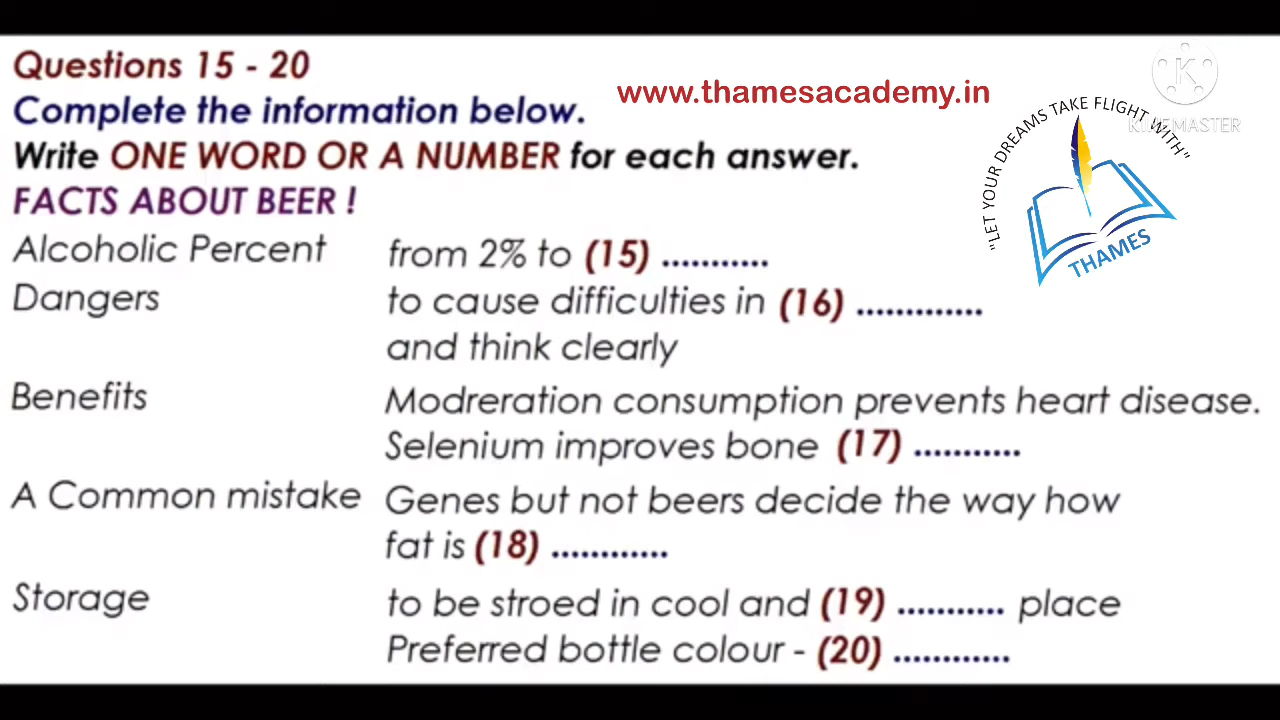 Questions 15 - 20
www.thamesacademy.in
Complete the information below.
Write ONE WORD OR A NUMBER for each answer.
FACTS ABOUT BEER !
"LET YOUR DREAMS TAKE FLIGHT WITH"
THAMES
K
KINEMASTER
Alcoholic Percent from 2% to (15) ...........
Dangers to cause difficulties in (16) .............
and think clearly
Benefits Modreration consumption prevents heart disease.
Selenium improves bone (17) ...........
A Common mistake Genes but not beers decide the way how
fat is (18) ............
Storage to be stroed in cool and (19) ........... place
Preferred bottle colour - (20) ............